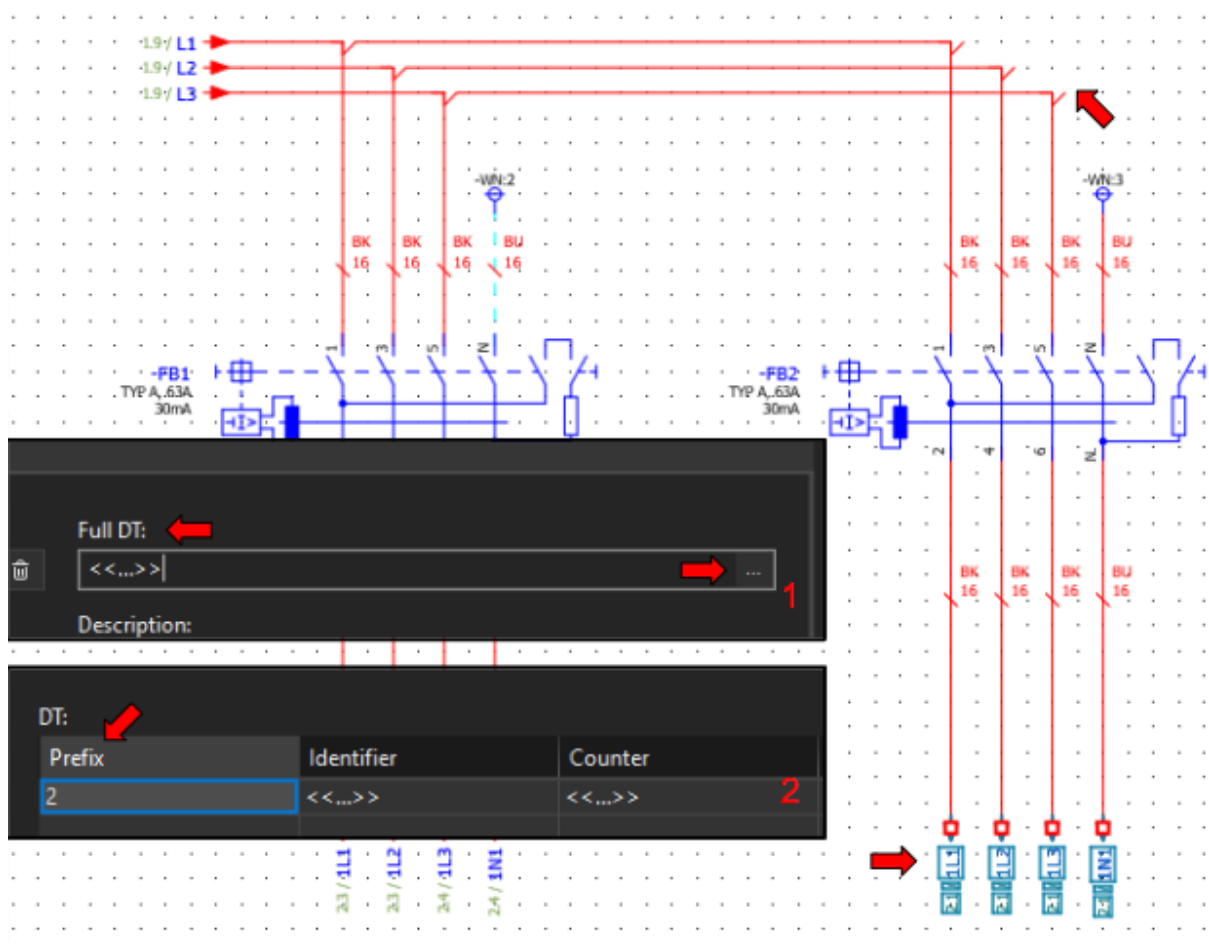 1.9 / L1
1.9 / L2
1.9 / L3
-WN:2
-WN:3
BK BK BK BU
16 16 16 16
BK BK BK BU
16 16 16 16
1 3 5 N
1 3 5 N
-FB1
TYP A, 63A
30mA
-FB2
TYP A, 63A
30mA
2 4 6 N
Full DT:
<<...>>
...
1
Description:
BK BK BK BU
16 16 16 16
DT:
Prefix Identifier Counter
2 <<...>> <<...>>
2
2.3 / 1L1
2.3 / 1L2
2.4 / 1L3
2.4 / 1N1
1L1
1L2
1L3
1N1